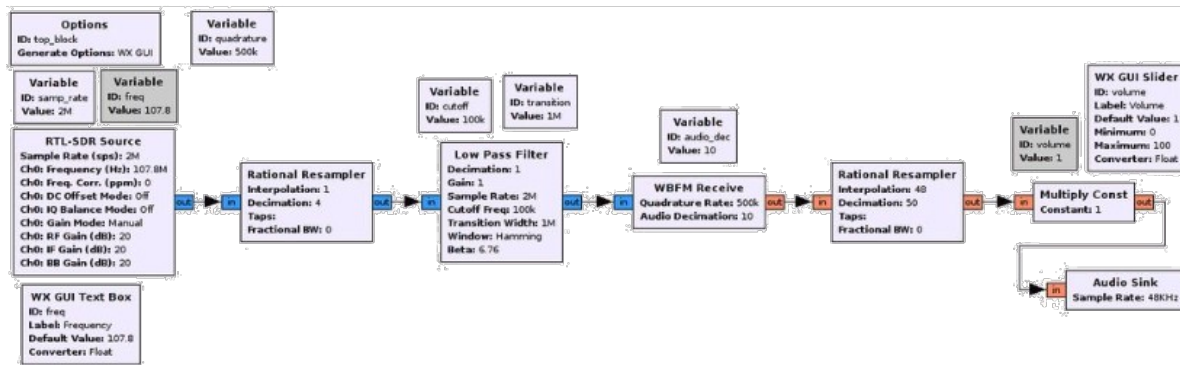 Options
ID: top_block
Generate Options: WX GUI
Variable
ID: quadrature
Value: 500k
Variable
ID: samp_rate
Value: 2M
Variable
ID: freq
Value: 107.8
RTL-SDR Source
Sample Rate (sps): 2M
Ch0: Frequency (Hz): 107.8M
Ch0: Freq. Corr. (ppm): 0
Ch0: DC Offset Mode: Off
Ch0: IQ Balance Mode: Off
Ch0: Gain Mode: Manual
Ch0: RF Gain (dB): 20
Ch0: IF Gain (dB): 20
Ch0: BB Gain (dB): 20
out
WX GUI Text Box
ID: freq
Label: Frequency
Default Value: 107.8
Converter: Float
in
Rational Resampler
Interpolation: 1
Decimation: 4
Taps:
Fractional BW: 0
out
Variable
ID: cutoff
Value: 100k
Variable
ID: transition
Value: 1M
in
Low Pass Filter
Decimation: 1
Gain: 1
Sample Rate: 2M
Cutoff Freq: 100k
Transition Width: 1M
Window: Hamming
Beta: 6.76
out
Variable
ID: audio_dec
Value: 10
in
WBFM Receive
Quadrature Rate: 500k
Audio Decimation: 10
out
in
Rational Resampler
Interpolation: 48
Decimation: 50
Taps:
Fractional BW: 0
out
Variable
ID: volume
Value: 1
WX GUI Slider
ID: volume
Label: Volume
Default Value: 1
Minimum: 0
Maximum: 100
Converter: Float
in
Multiply Const
Constant: 1
out
in
Audio Sink
Sample Rate: 48KHz